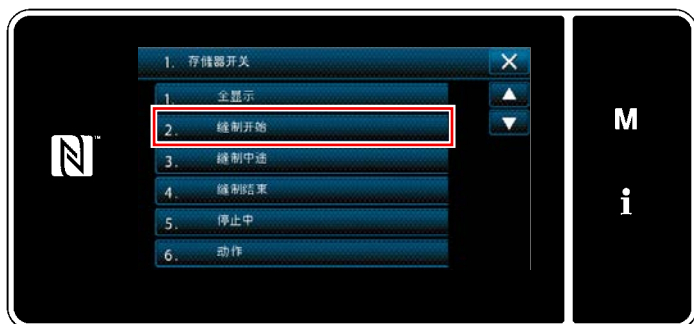 1. 存储器开关
1. 全显示
2. 缝制开始
3. 缝制中途
4. 缝制结束
5. 停止中
6. 动作
M
i